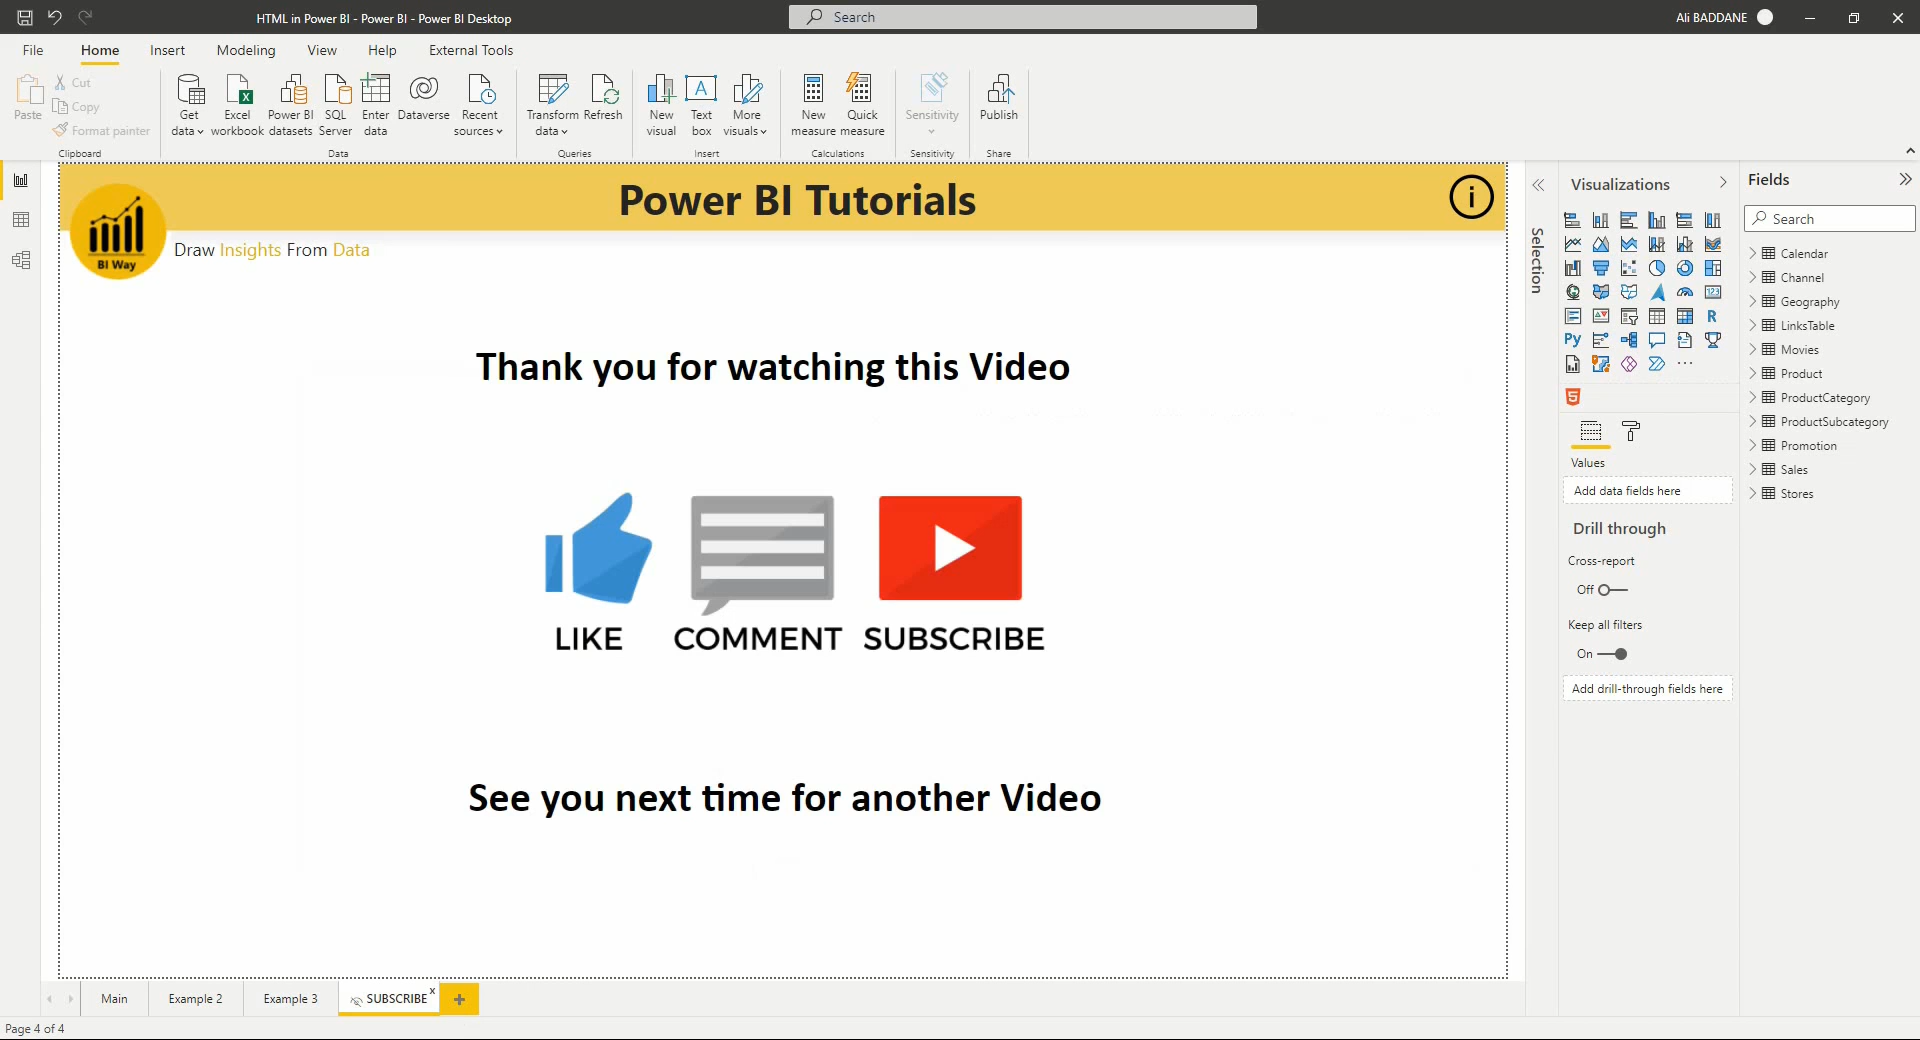 HTML in Power BI - Power BI - Power BI Desktop
Search
Ali BADDANE
File
Home
Insert
Modeling
View
Help
External Tools
Paste
Cut
Copy
Format painter
Clipboard
Get data
Excel workbook
Power BI datasets
SQL Server
Enter data
Dataverse
Recent sources
Data
Transform data
Refresh
Queries
New visual
A
Text box
More visuals
Insert
New measure
Quick measure
Calculations
Sensitivity
Sensitivity
Publish
Share
Power BI Tutorials
i
BI Way
Draw Insights From Data
Thank you for watching this Video
LIKE
COMMENT
SUBSCRIBE
See you next time for another Video
Selection
Visualizations
123
R
Py
5
Values
Add data fields here
Drill through
Cross-report
Off
Keep all filters
On
Add drill-through fields here
Fields
Search
Calendar
Channel
Geography
LinksTable
Movies
Product
ProductCategory
ProductSubcategory
Promotion
Sales
Stores
Main
Example 2
Example 3
SUBSCRIBE
x
+
Page 4 of 4